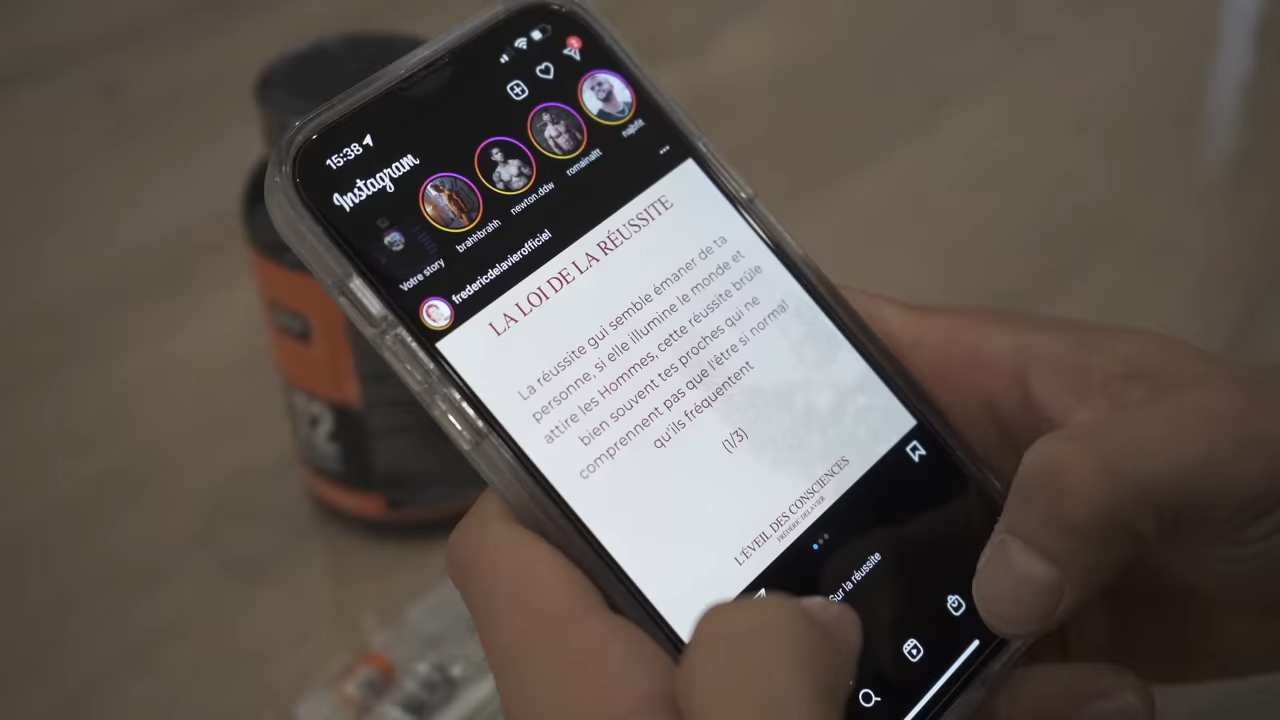 15:38
Instagram
Votre story
brahhbrahh
newton.ddw
romainaltt
najbfit
fredericdelavierofficiel
LA LOI DE LA RÉUSSITE
La réussite qui semble émaner de ta
personne, si elle illumine le monde et
attire les Hommes, cette réussite brûle
bien souvent tes proches qui ne
comprennent pas que l'être si normal
qu'ils fréquentent
(1/3)
L'ÉVEIL DES CONSCIENCES
FRÉDÉRIC DELAVIER
Sur la réussite